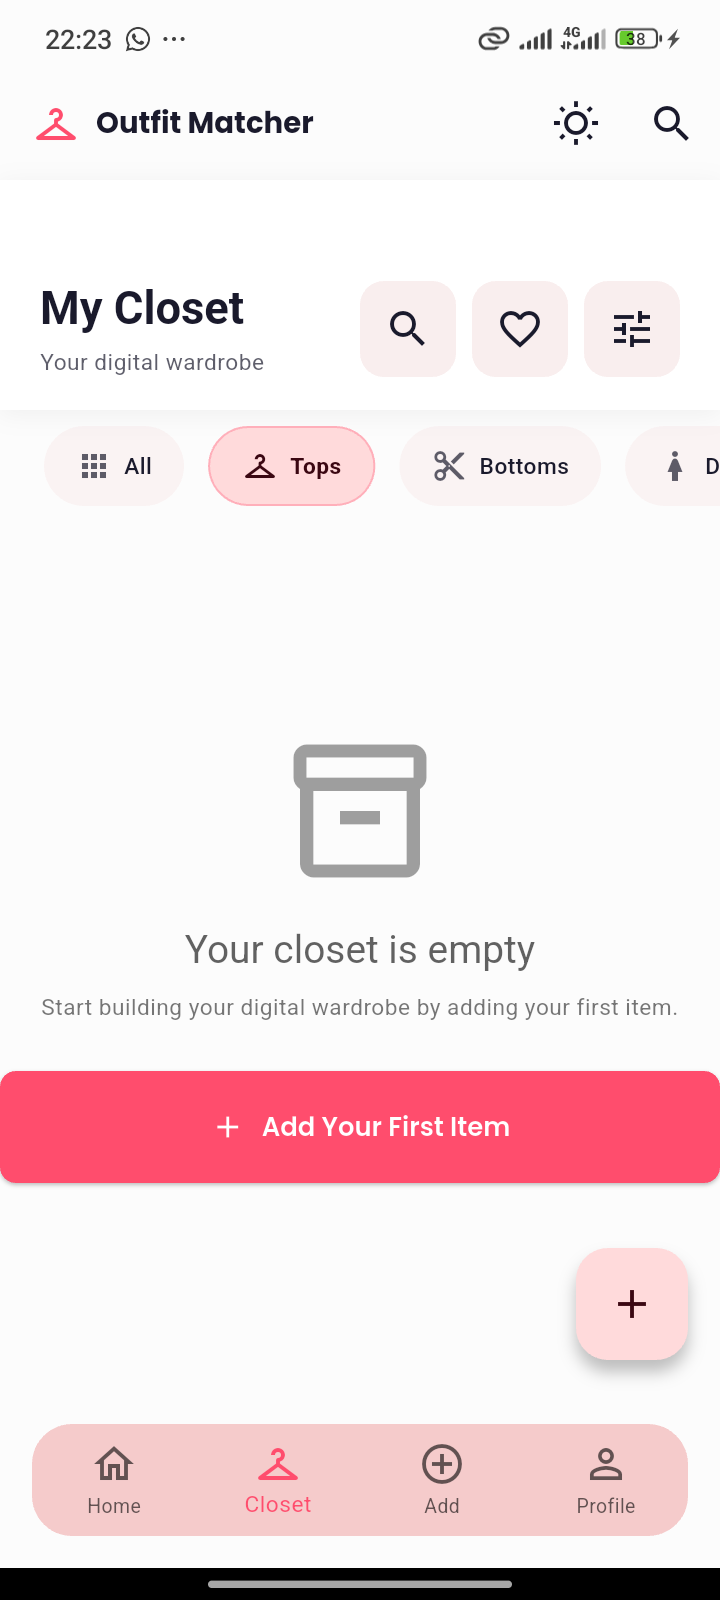 22:23
4G
38
Outfit Matcher
My Closet
Your digital wardrobe
All
Tops
Bottoms
D
Your closet is empty
Start building your digital wardrobe by adding your first item.
Add Your First Item
Home
Closet
Add
Profile